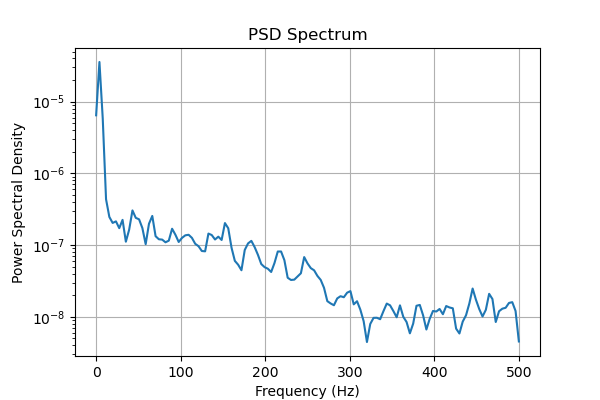 PSD Spectrum
Power Spectral Density
10⁻⁵
10⁻⁶
10⁻⁷
10⁻⁸
0 100 200 300 400 500
Frequency (Hz)